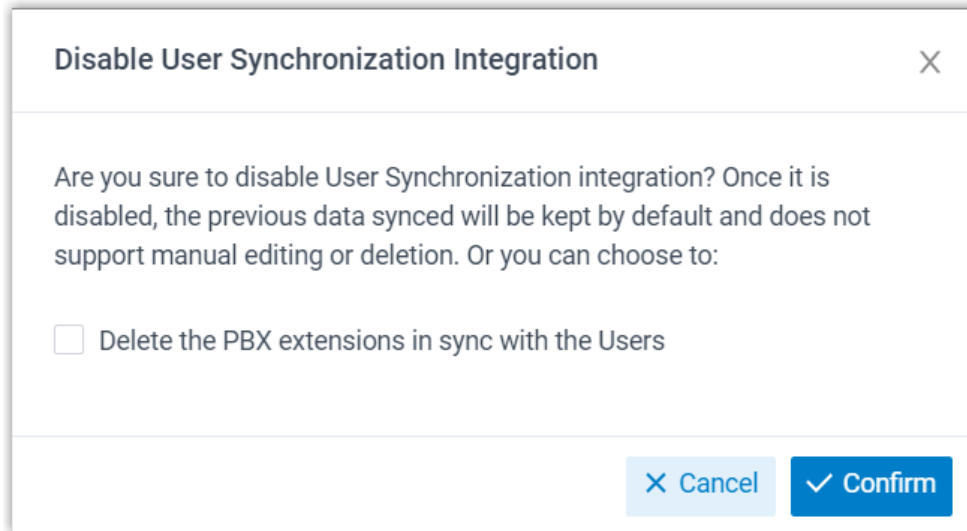 Disable User Synchronization Integration
Are you sure to disable User Synchronization integration? Once it is
disabled, the previous data synced will be kept by default and does not
support manual editing or deletion. Or you can choose to:
Delete the PBX extensions in sync with the Users
Cancel
Confirm